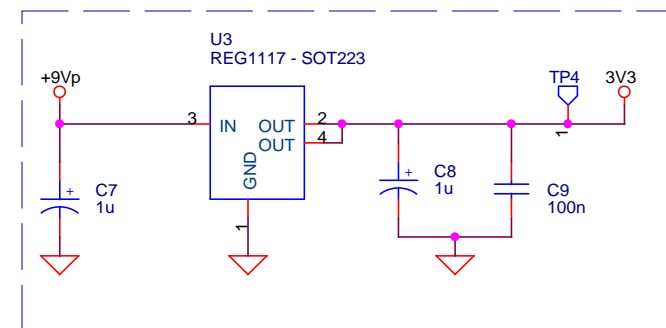 U3
REG1117 - SOT223
+9Vp
TP4
3V3
3
IN
OUT
2
OUT
4
GND
1
1
+
C7
1u
+
C8
1u
C9
100n